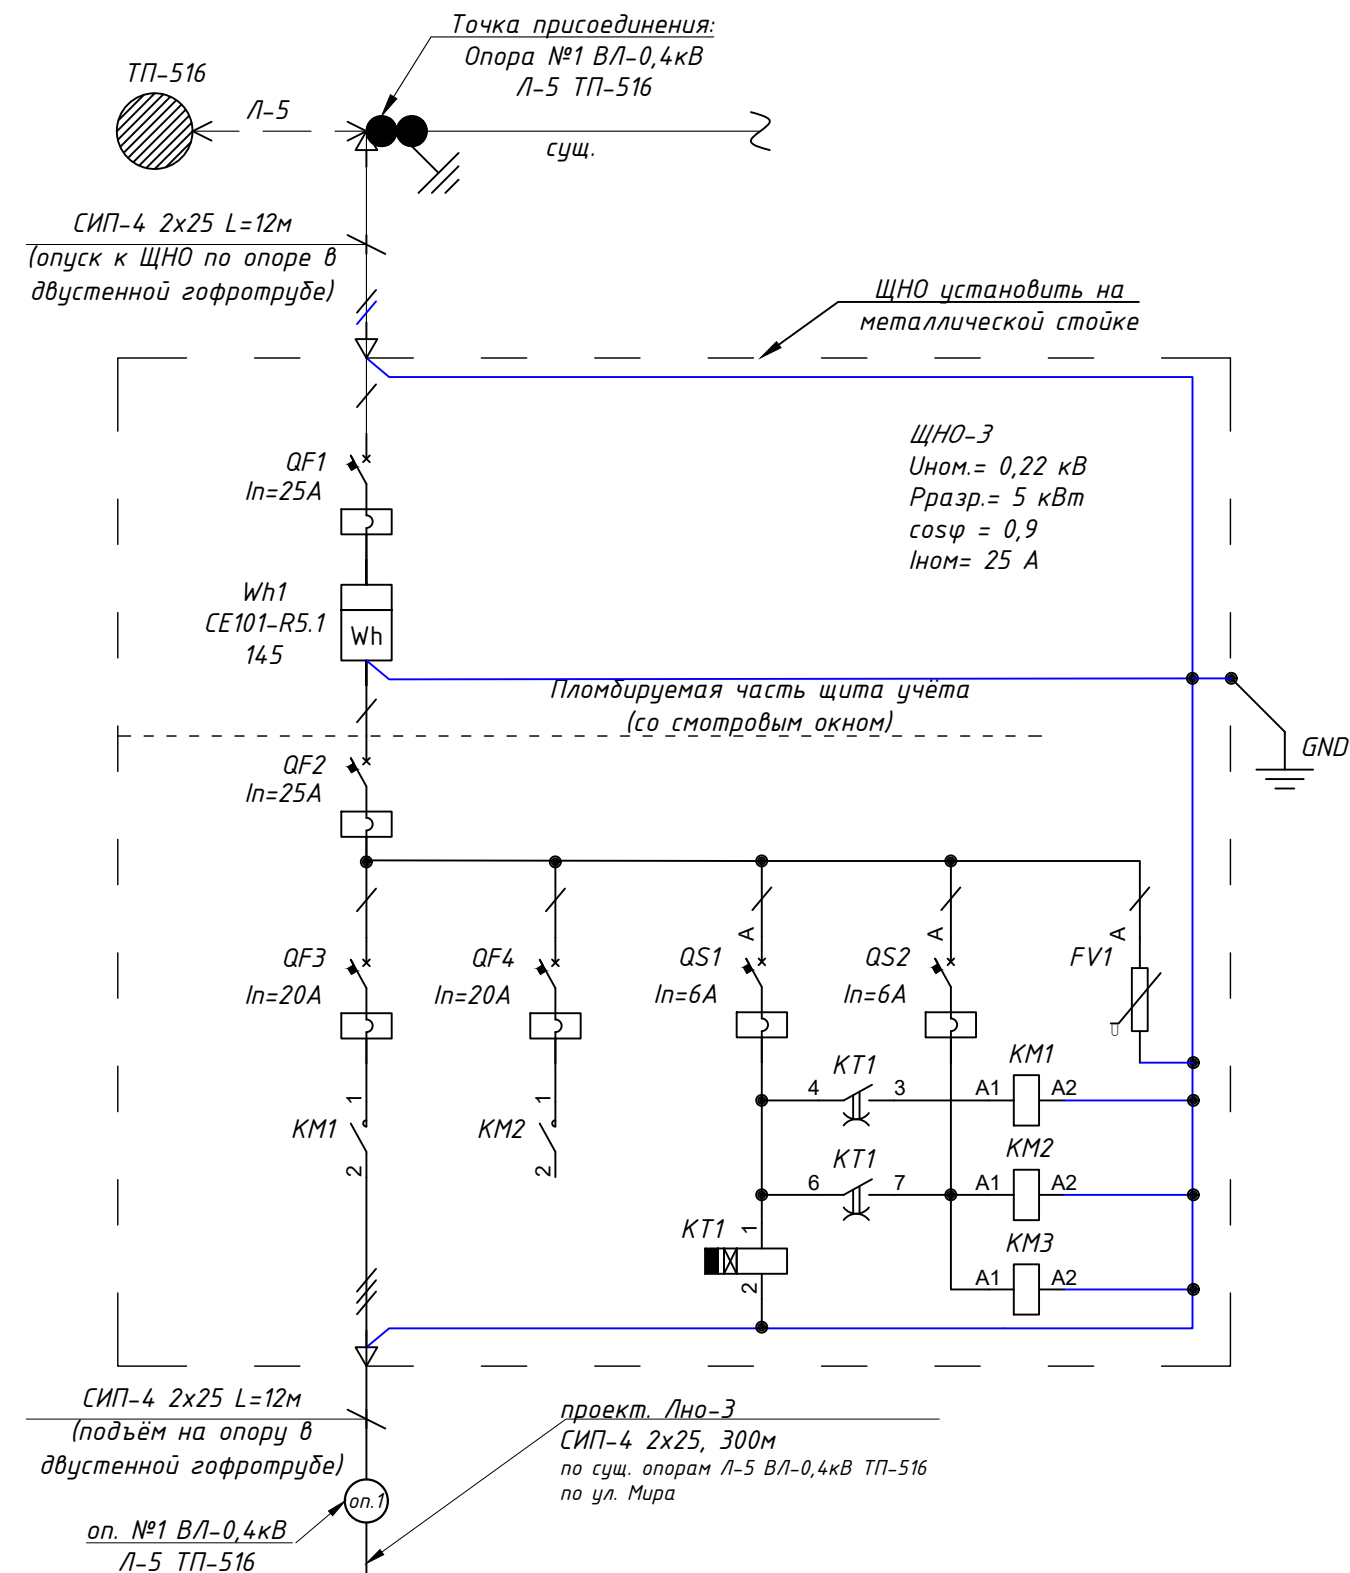 Точка присоединения:
Опора №1 ВЛ-0,4кВ
Л-5 ТП-516
ТП-516
Л-5
сущ.
СИП-4 2х25 L=12м
(опуск к ЩНО по опоре в
двустенной гофротрубе)
ЩНО установить на
металлической стойке
ЩНО-3
Uном.= 0,22 кВ
Рразр.= 5 кВт
cosφ = 0,9
Iном= 25 А
QF1
In=25A
Wh1
CE101-R5.1
145
Wh
Пломбируемая часть щита учёта
(со смотровым окном)
GND
QF2
In=25A
A
A
A
QF3
In=20A
QF4
In=20A
QS1
In=6A
QS2
In=6A
FV1
KT1
4
3
KM1
A1
A2
1
KM1
2
1
KM2
2
KT1
6
7
KM2
A1
A2
KT1
1
2
KM3
A1
A2
СИП-4 2х25 L=12м
(подъём на опору в
двустенной гофротрубе)
проект. Лно-3
СИП-4 2х25, 300м
по сущ. опорам Л-5 ВЛ-0,4кВ ТП-516
по ул. Мира
оп.1
оп. №1 ВЛ-0,4кВ
Л-5 ТП-516